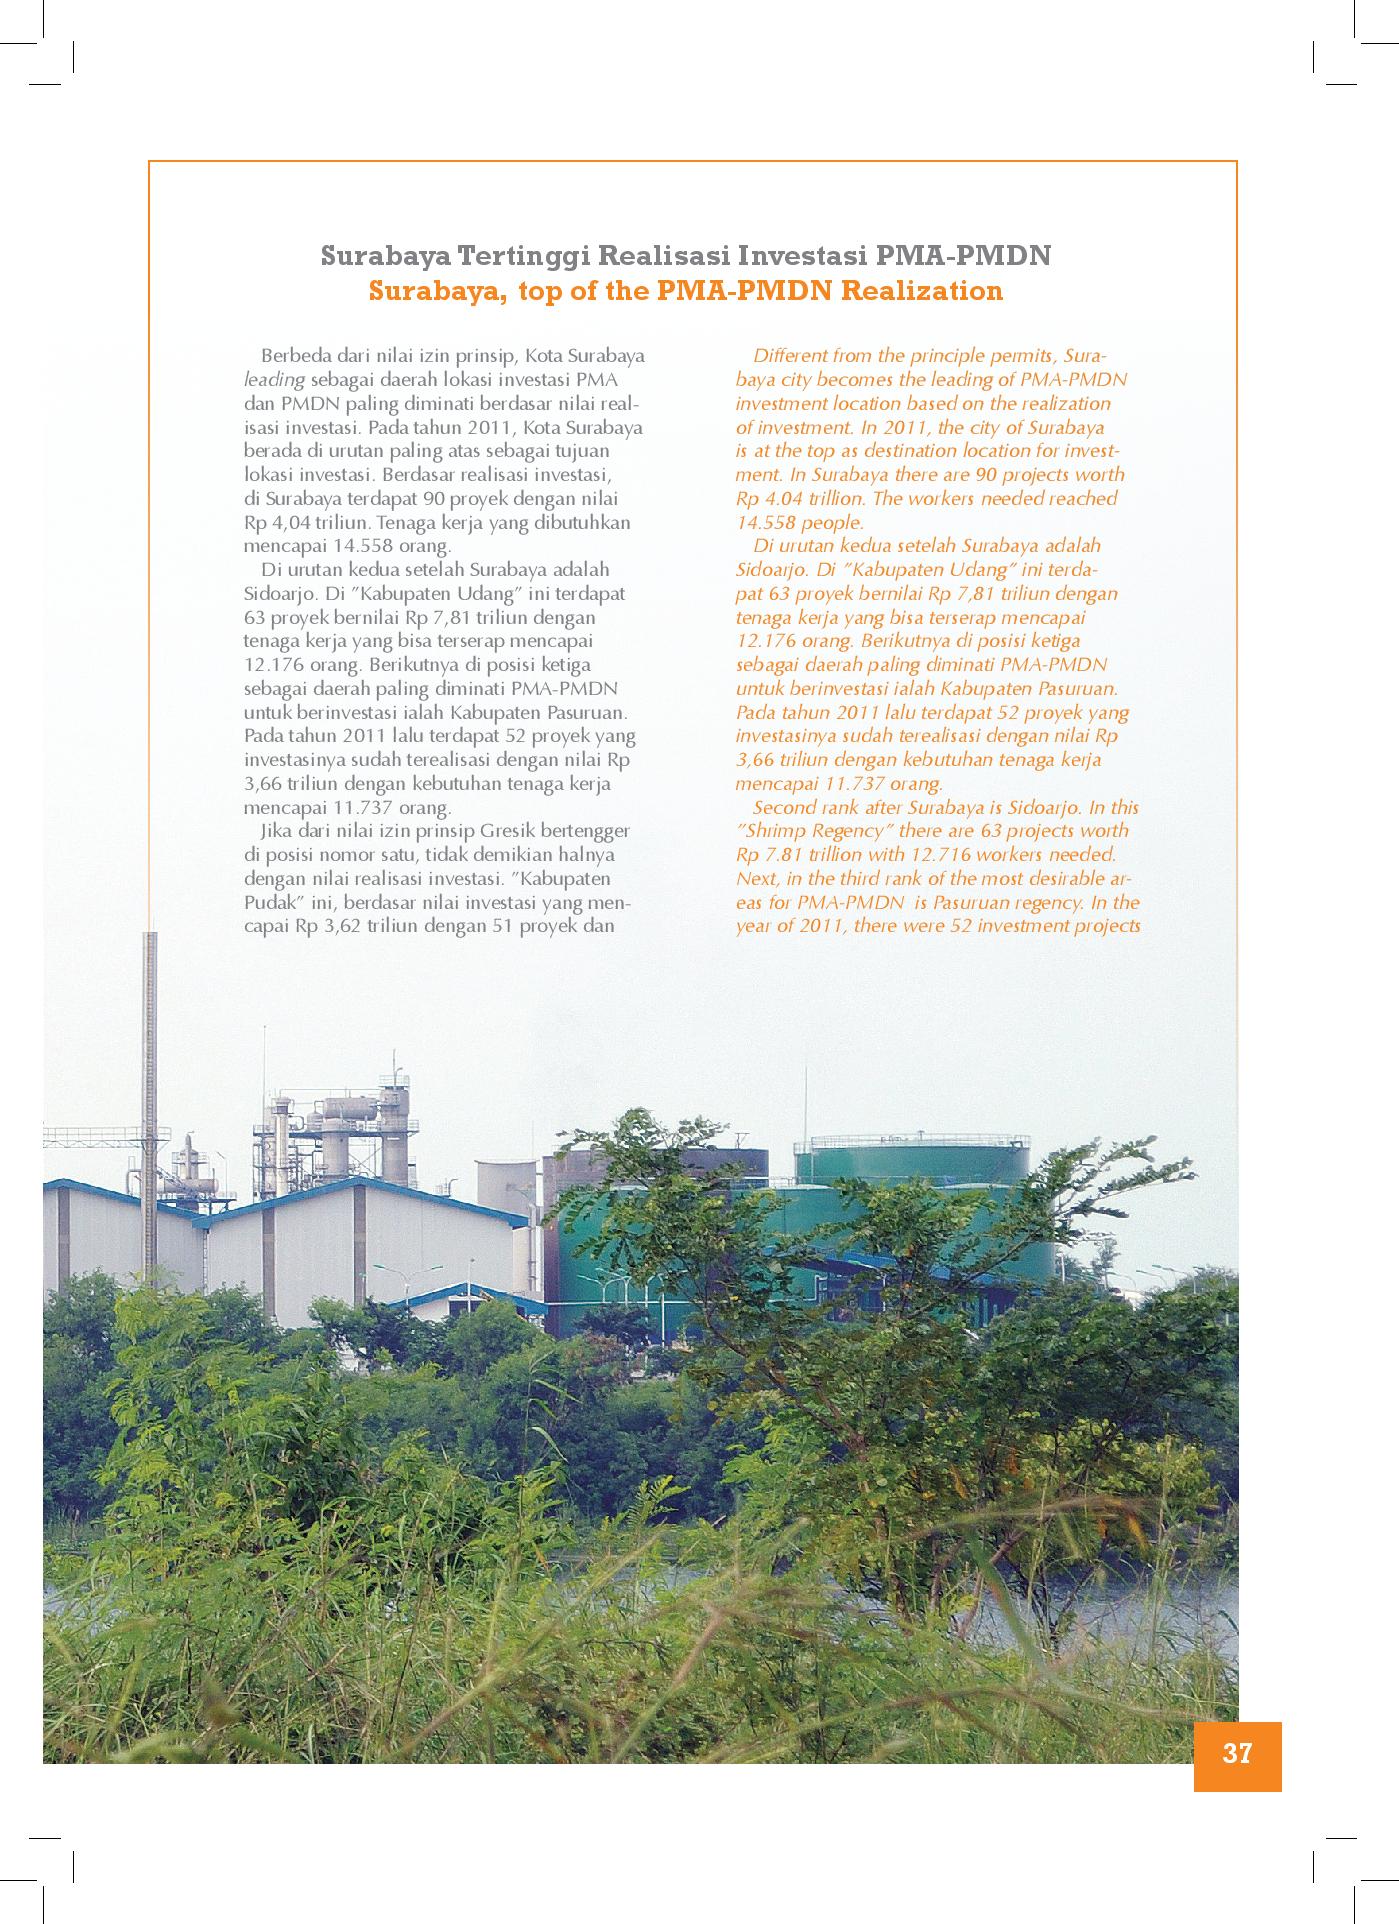 Surabaya Tertinggi Realisasi Investasi PMA-PMDN
Surabaya, top of the PMA-PMDN Realization
Berbeda dari nilai izin prinsip, Kota Surabaya
leading sebagai daerah lokasi investasi PMA
dan PMDN paling diminati berdasar nilai real-
isasi investasi. Pada tahun 2011, Kota Surabaya
berada di urutan paling atas sebagai tujuan
lokasi investasi. Berdasar realisasi investasi,
di Surabaya terdapat 90 proyek dengan nilai
Rp 4,04 triliun. Tenaga kerja yang dibutuhkan
mencapai 14.558 orang.
Di urutan kedua setelah Surabaya adalah
Sidoarjo. Di ”Kabupaten Udang” ini terdapat
63 proyek bernilai Rp 7,81 triliun dengan
tenaga kerja yang bisa terserap mencapai
12.176 orang. Berikutnya di posisi ketiga
sebagai daerah paling diminati PMA-PMDN
untuk berinvestasi ialah Kabupaten Pasuruan.
Pada tahun 2011 lalu terdapat 52 proyek yang
investasinya sudah terealisasi dengan nilai Rp
3,66 triliun dengan kebutuhan tenaga kerja
mencapai 11.737 orang.
Jika dari nilai izin prinsip Gresik bertengger
di posisi nomor satu, tidak demikian halnya
dengan nilai realisasi investasi. ”Kabupaten
Pudak” ini, berdasar nilai investasi yang men-
capai Rp 3,62 triliun dengan 51 proyek dan
Different from the principle permits, Sura-
baya city becomes the leading of PMA-PMDN
investment location based on the realization
of investment. In 2011, the city of Surabaya
is at the top as destination location for invest-
ment. In Surabaya there are 90 projects worth
Rp 4.04 trillion. The workers needed reached
14.558 people.
Di urutan kedua setelah Surabaya adalah
Sidoarjo. Di ”Kabupaten Udang” ini terda-
pat 63 proyek bernilai Rp 7,81 triliun dengan
tenaga kerja yang bisa terserap mencapai
12.176 orang. Berikutnya di posisi ketiga
sebagai daerah paling diminati PMA-PMDN
untuk berinvestasi ialah Kabupaten Pasuruan.
Pada tahun 2011 lalu terdapat 52 proyek yang
investasinya sudah terealisasi dengan nilai Rp
3,66 triliun dengan kebutuhan tenaga kerja
mencapai 11.737 orang.
Second rank after Surabaya is Sidoarjo. In this
”Shrimp Regency” there are 63 projects worth
Rp 7.81 trillion with 12.716 workers needed.
Next, in the third rank of the most desirable ar-
eas for PMA-PMDN is Pasuruan regency. In the
year of 2011, there were 52 investment projects
37